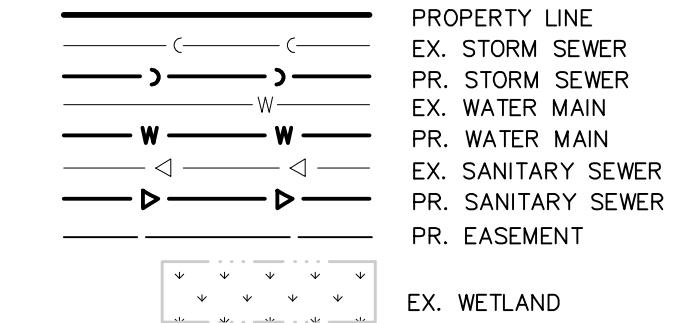 PROPERTY LINE
EX. STORM SEWER
PR. STORM SEWER
W EX. WATER MAIN
W W PR. WATER MAIN
EX. SANITARY SEWER
PR. SANITARY SEWER
PR. EASEMENT
EX. WETLAND